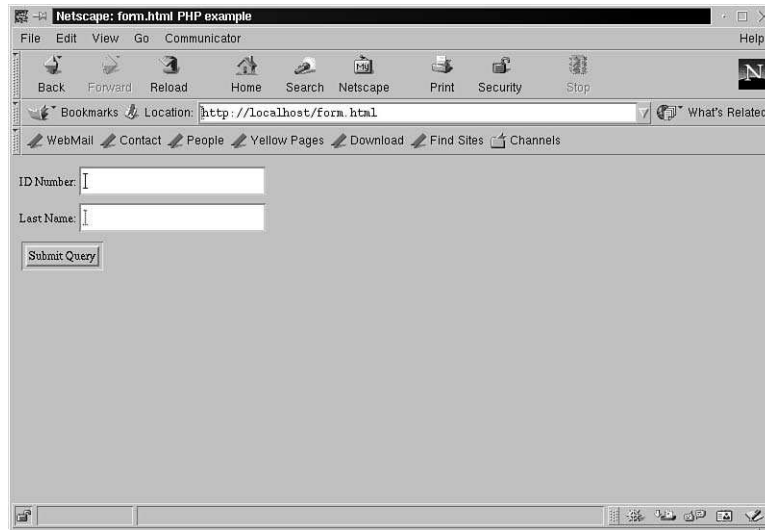 Netscape: form.html PHP example
File Edit View Go Communicator Help
Back Forward Reload Home Search Netscape Print Security Stop
My
N
Bookmarks Location: http://localhost/form.html What's Related
WebMail Contact People Yellow Pages Download Find Sites Channels
ID Number:
Last Name:
Submit Query